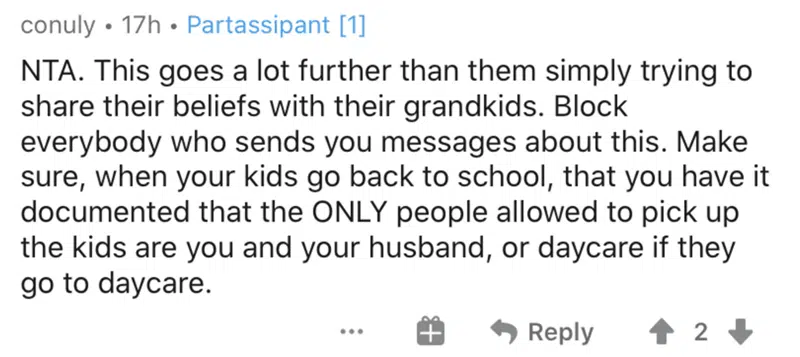 conuly • 17h • Partassipant [1]
NTA. This goes a lot further than them simply trying to
share their beliefs with their grandkids. Block
everybody who sends you messages about this. Make
sure, when your kids go back to school, that you have it
documented that the ONLY people allowed to pick up
the kids are you and your husband, or daycare if they
go to daycare.
... Reply 2